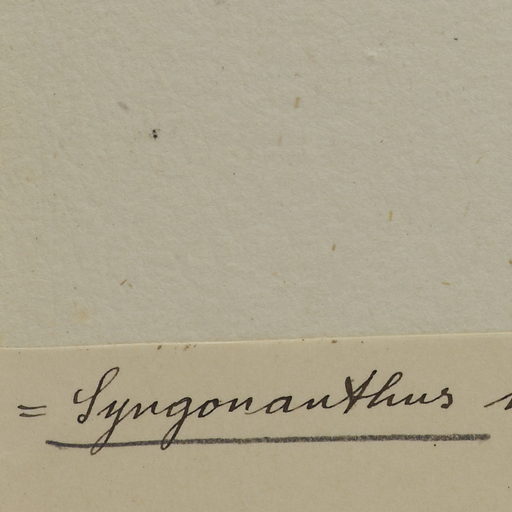 = Syngonanthus